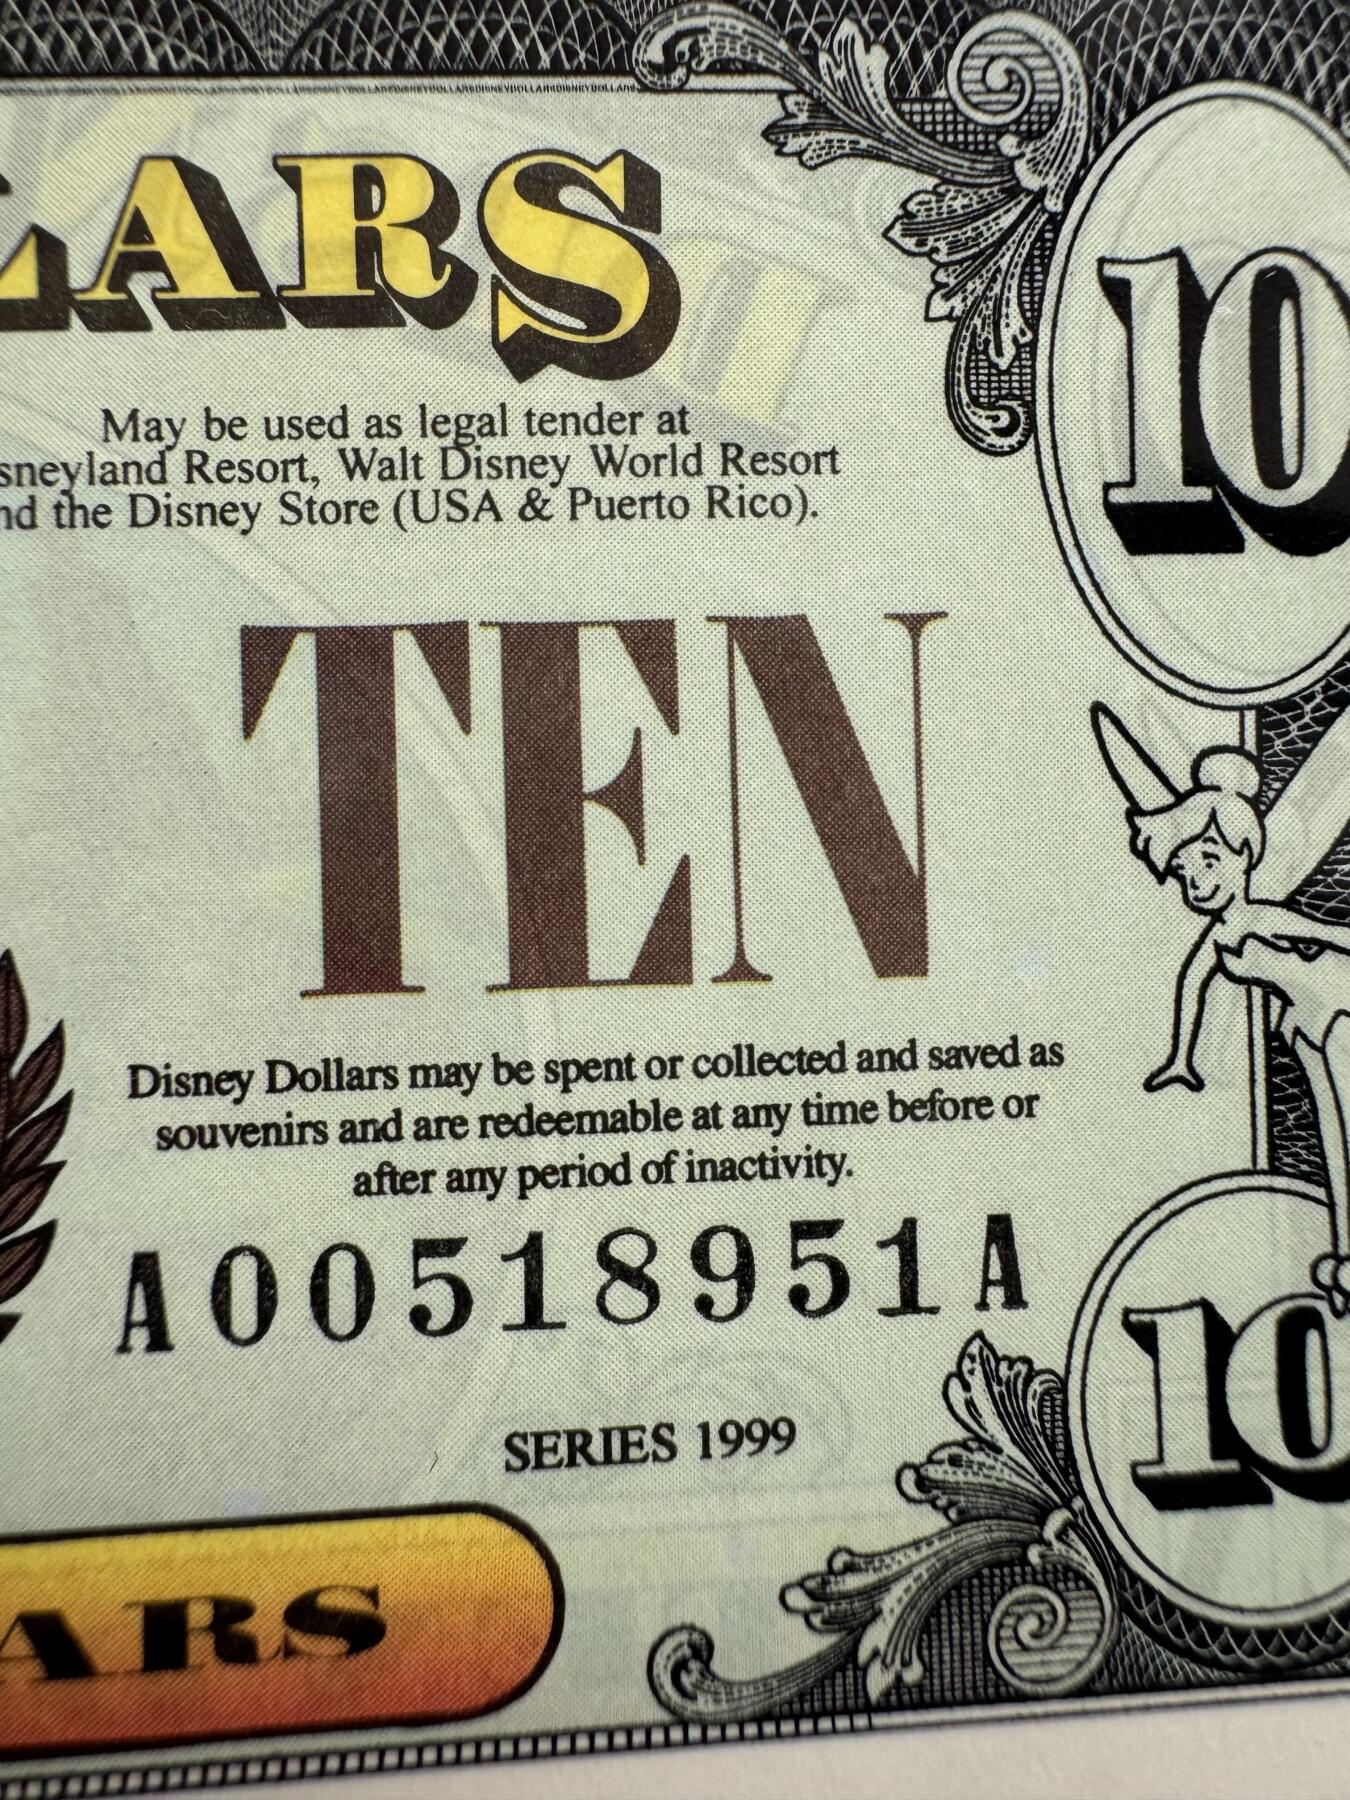 LARS
10
May be used as legal tender at
sneyland Resort, Walt Disney World Resort
nd the Disney Store (USA & Puerto Rico).
TEN
Disney Dollars may be spent or collected and saved as
souvenirs and are redeemable at any time before or
after any period of inactivity.
A00518951A
10
SERIES 1999
ARS